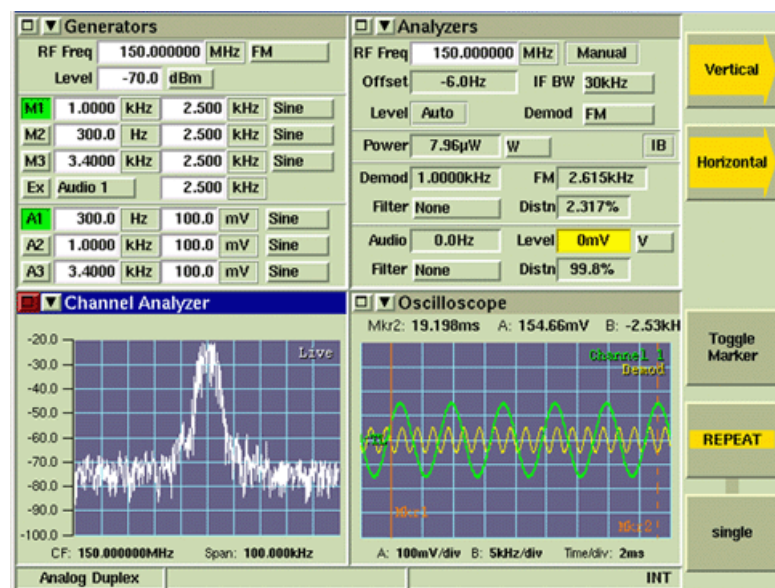 Generators
RF Freq 150.000000 MHz FM
Level -70.0 dBm
M1 1.0000 kHz 2.500 kHz Sine
M2 300.0 Hz 2.500 kHz Sine
M3 3.4000 kHz 2.500 kHz Sine
Ex Audio 1 2.500 kHz
A1 300.0 Hz 100.0 mV Sine
A2 1.0000 kHz 100.0 mV Sine
A3 3.4000 kHz 100.0 mV Sine
Analyzers
RF Freq 150.000000 MHz Manual
Offset -6.0Hz IF BW 30kHz
Level Auto Demod FM
Power 7.96µW W IB
Demod 1.0000kHz FM 2.615kHz
Filter None Distn 2.317%
Audio 0.0Hz Level 0mV V
Filter None Distn 99.8%
Channel Analyzer
Live
-20.0
-30.0
-40.0
-50.0
-60.0
-70.0
-80.0
-90.0
-100.0
CF: 150.000000MHz Span: 100.000kHz
Oscilloscope
Mkr2: 19.198ms A: 154.66mV B: -2.53kH
Channel 1
Demod
Mkr1
Mkr2
A: 100mV/div B: 5kHz/div Time/div: 2ms
Vertical
Horizontal
Toggle
Marker
REPEAT
single
Analog Duplex INT